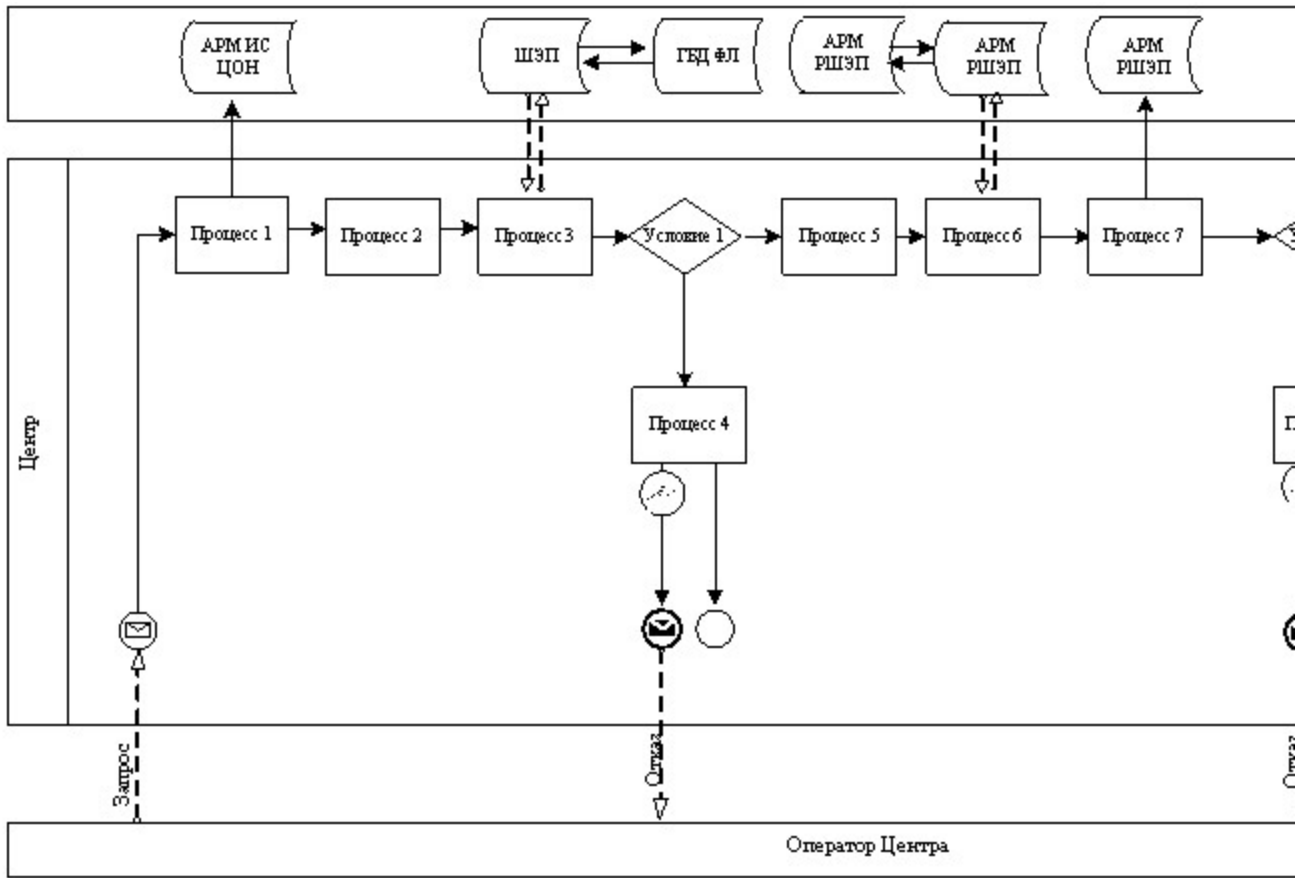 АРМ ИС
ЦОН
ШЭП
ГБД ФЛ
АРМ
РШЭП
АРМ
РШЭП
АРМ
РШЭП
Центр
Процесс 1
Процесс 2
Процесс 3
Условие 1
Процесс 5
Процесс 6
Процесс 7
Процесс 4
Запрос
Отказ
Отказ
Оператор Центра